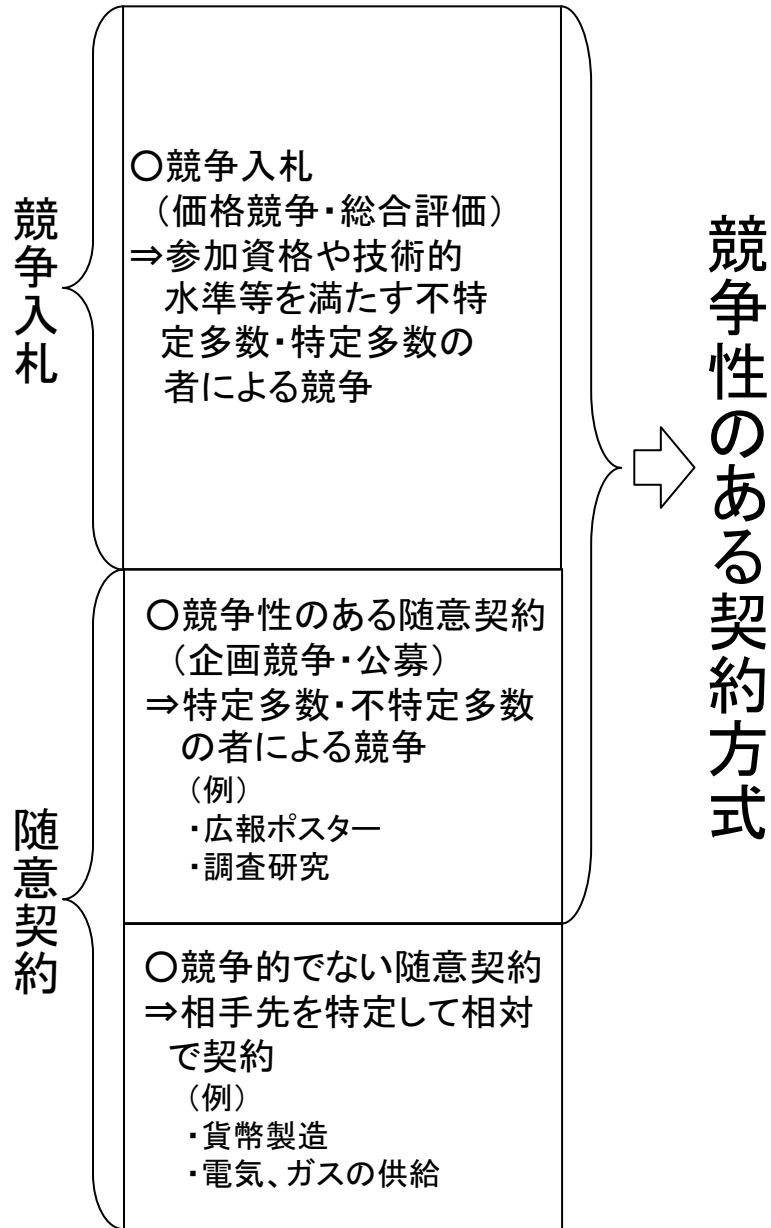 競争入札
○競争入札
（価格競争・総合評価）
⇒参加資格や技術的
水準等を満たす不特
定多数・特定多数の
者による競争
随意契約
○競争性のある随意契約
（企画競争・公募）
⇒特定多数・不特定多数
の者による競争
（例）
・広報ポスター
・調査研究
○競争的でない随意契約
⇒相手先を特定して相対
で契約
（例）
・貨幣製造
・電気、ガスの供給
競争性のある契約方式